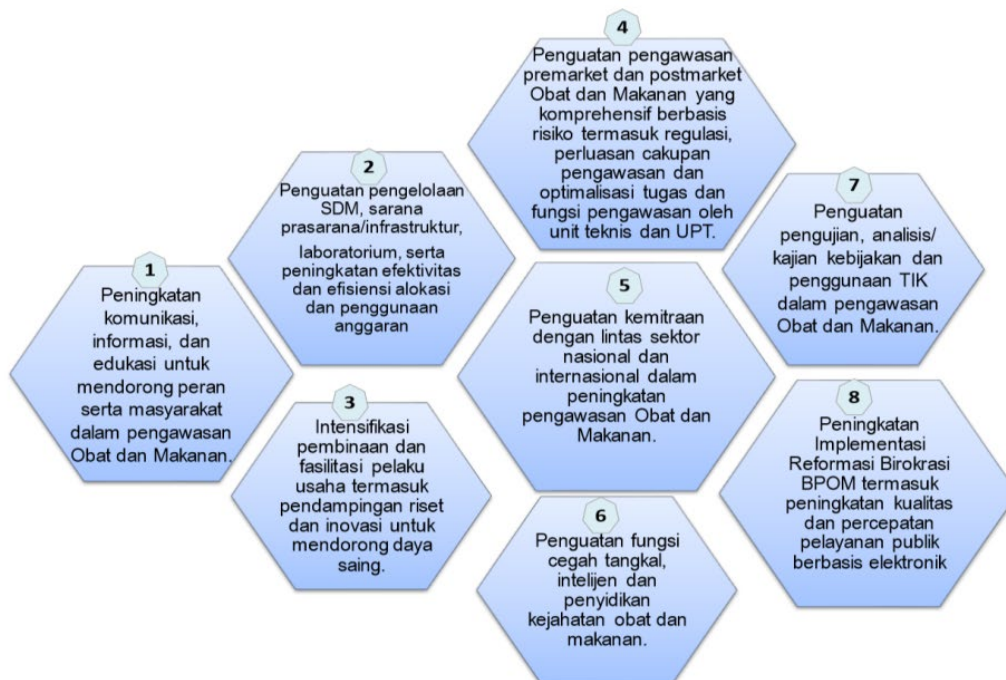 1
Peningkatan
komunikasi,
informasi, dan
edukasi untuk
mendorong peran
serta masyarakat
dalam pengawasan
Obat dan Makanan.
2
Penguatan pengelolaan
SDM, sarana
prasarana/infrastruktur,
laboratorium, serta
peningkatan efektivitas
dan efisiensi alokasi
dan penggunaan
anggaran
3
Intensifikasi
pembinaan dan
fasilitasi pelaku
usaha termasuk
pendampingan riset
dan inovasi untuk
mendorong daya
saing.
4
Penguatan pengawasan
premarket dan postmarket
Obat dan Makanan yang
komprehensif berbasis
risiko termasuk regulasi,
perluasan cakupan
pengawasan dan
optimalisasi tugas dan
fungsi pengawasan oleh
unit teknis dan UPT.
5
Penguatan kemitraan
dengan lintas sektor
nasional dan
internasional dalam
peningkatan
pengawasan Obat dan
Makanan.
6
Penguatan fungsi
cegah tangkal,
intelijen dan
penyidikan
kejahatan obat dan
makanan.
7
Penguatan
pengujian, analisis/
kajian kebijakan dan
penggunaan TIK
dalam pengawasan
Obat dan Makanan.
8
Peningkatan
Implementasi
Reformasi Birokrasi
BPOM termasuk
peningkatan kualitas
dan percepatan
pelayanan publik
berbasis elektronik